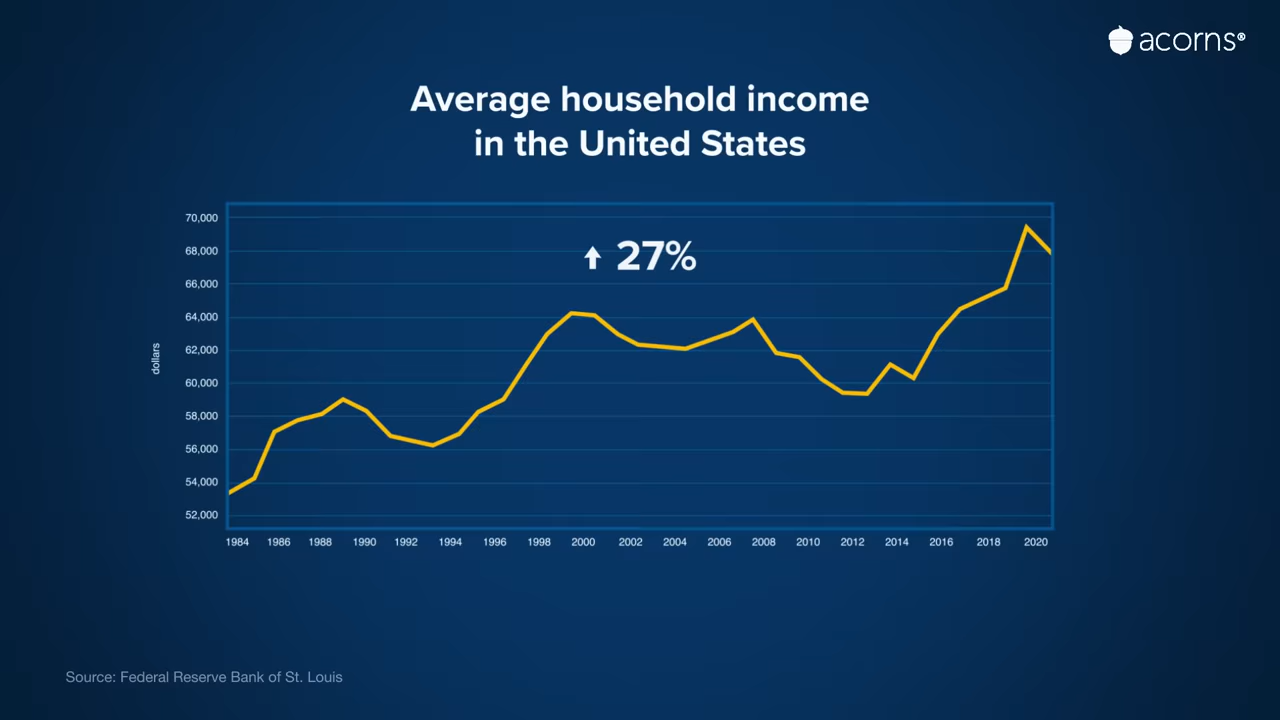 acorns®
Average household income
in the United States
27%
70,000
68,000
66,000
64,000
62,000
60,000
58,000
56,000
54,000
52,000
dollars
1984 1986 1988 1990 1992 1994 1996 1998 2000 2002 2004 2006 2008 2010 2012 2014 2016 2018 2020
Source: Federal Reserve Bank of St. Louis